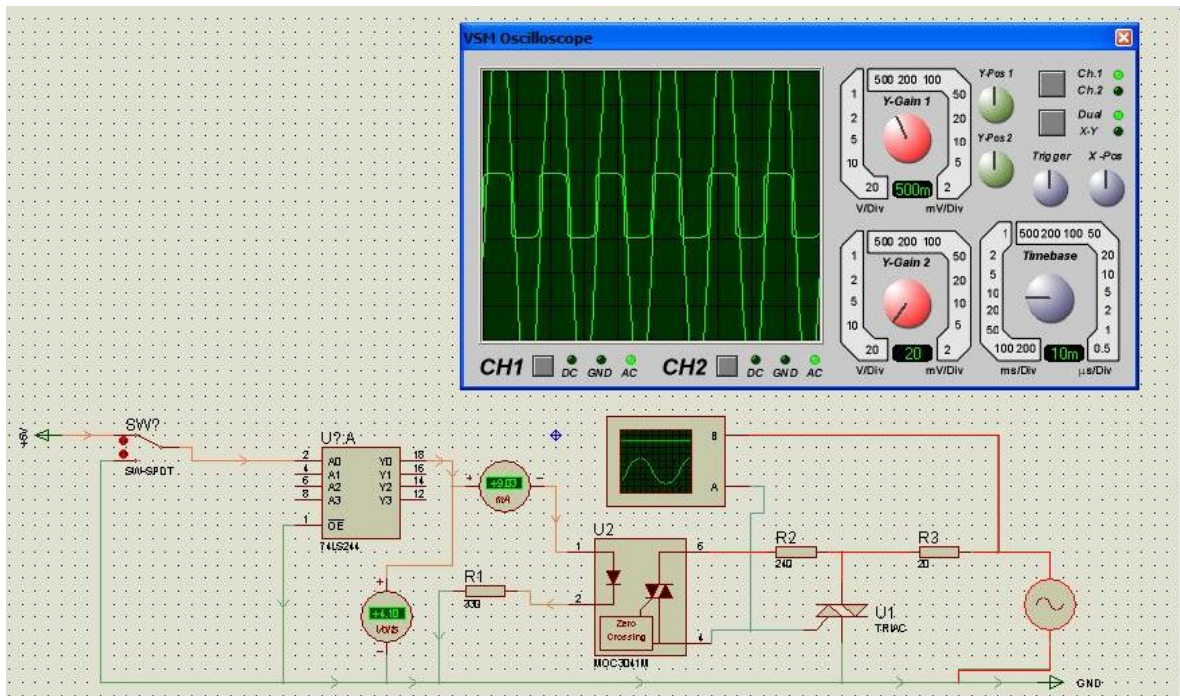 VSM Oscilloscope
500 200 100
1
50
2
20
5
10
10
5
20
2
Y-Gain 1
500m
V/Div
mV/Div
Y-Pos 1
Y-Pos 2
Ch.1
Ch.2
Dual
X-Y
Trigger
X-Pos
500 200 100
1
50
2
20
5
10
10
5
20
2
Y-Gain 2
20
V/Div
mV/Div
1
500 200 100 50
2
20
5
10
10
5
20
2
50
1
100 200
0.5
Timebase
10m
ms/Div
µs/Div
CH1
DC
GND
AC
CH2
DC
GND
AC
+5V
SW?
SW-SPDT
U?:A
2
A0
Y0
18
4
A1
Y1
16
6
A2
Y2
14
8
A3
Y3
12
1
OE
74LS244
+
+9.03
mA
-
+
+4.10
Volts
-
R1
330
B
A
U2
1
2
6
4
Zero
Crossing
MOC3041M
R2
240
R3
20
U1
TRIAC
GND